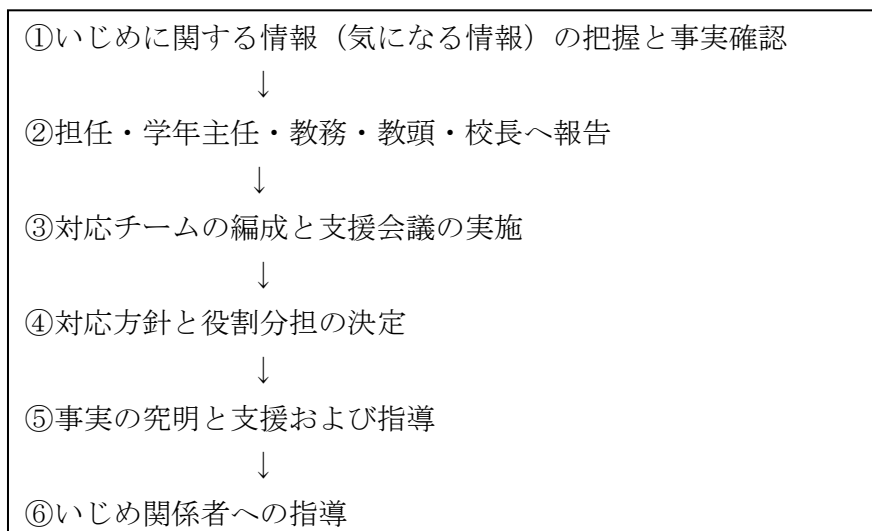 ①いじめに関する情報（気になる情報）の把握と事実確認
↓
②担任・学年主任・教務・教頭・校長へ報告
↓
③対応チームの編成と支援会議の実施
↓
④対応方針と役割分担の決定
↓
⑤事実の究明と支援および指導
↓
⑥いじめ関係者への指導